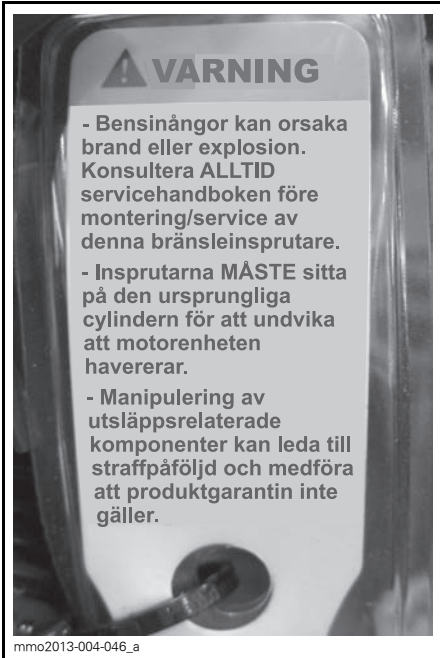 VARNING
- Bensinångor kan orsaka
brand eller explosion.
Konsultera ALLTID
servicehandboken före
montering/service av
denna bränsleinsprutare.
- Insprutarna MÅSTE sitta
på den ursprungliga
cylindern för att undvika
att motorenheten
havererar.
- Manipulering av
utsläppsrelaterade
komponenter kan leda till
straffpåföljd och medföra
att produktgarantin inte
gäller.
mmo2013-004-046_a